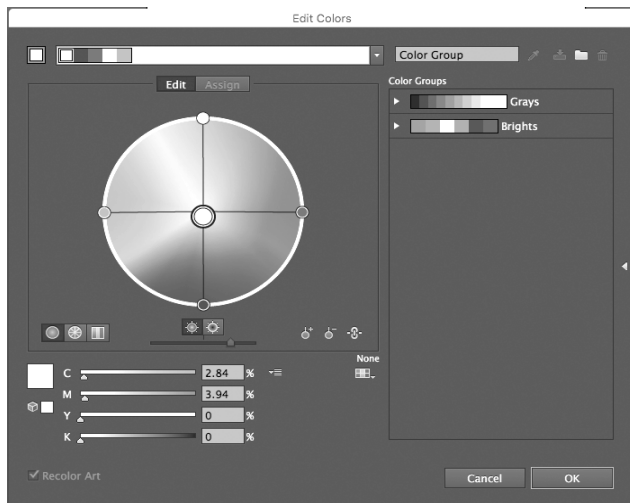 Edit Colors
Color Group
Edit Assign
Color Groups
Grays
Brights
None
C 2.84 %
M 3.94 %
Y 0 %
K 0 %
Recolor Art
Cancel OK